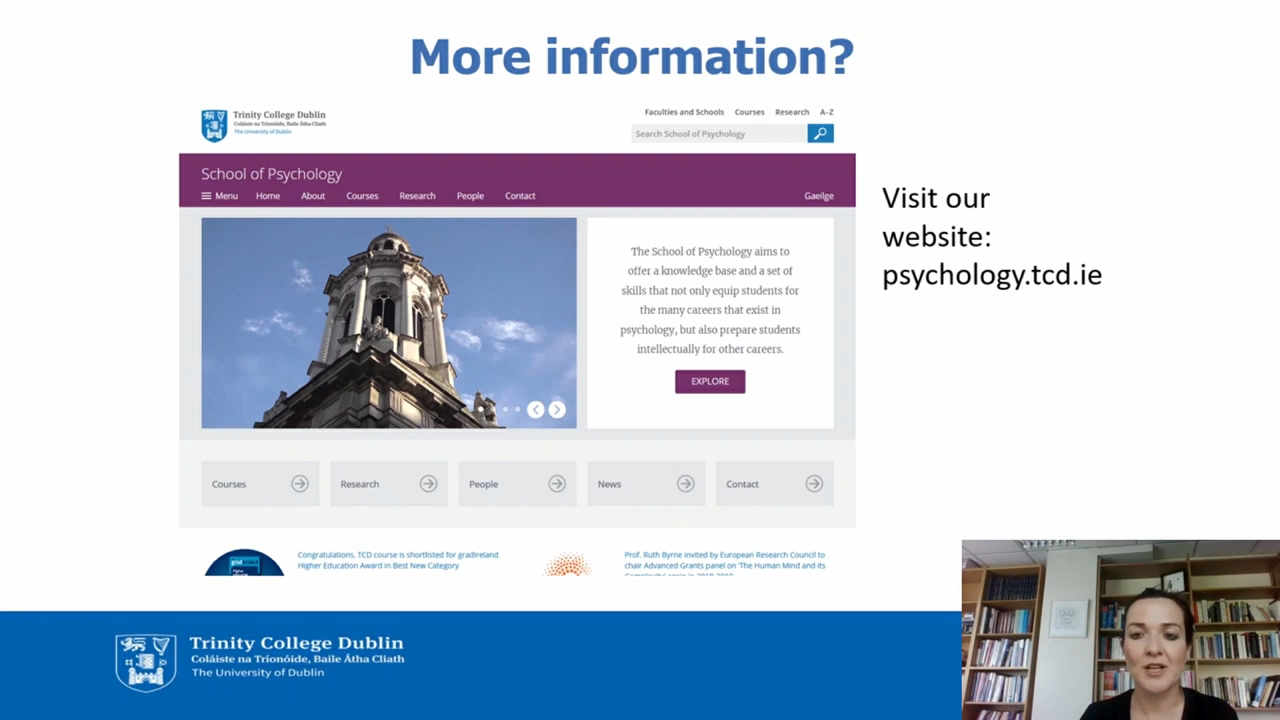 More information?
Trinity College Dublin
Coláiste na Tríonóide, Baile Átha Cliath
The University of Dublin
Faculties and Schools Courses Research A–Z
Search School of Psychology
School of Psychology
Menu Home About Courses Research People Contact Gaeilge
The School of Psychology aims to
offer a knowledge base and a set of
skills that not only equip students for
the many careers that exist in
psychology, but also prepare students
intellectually for other careers.
EXPLORE
Visit our
website:
psychology.tcd.ie
Courses
Research
People
News
Contact
Congratulations, TCD course is shortlisted for gradIreland
Higher Education Award in Best New Category
Prof. Ruth Byrne invited by European Research Council to
chair Advanced Grants panel on 'The Human Mind and its
Trinity College Dublin
Coláiste na Tríonóide, Baile Átha Cliath
The University of Dublin